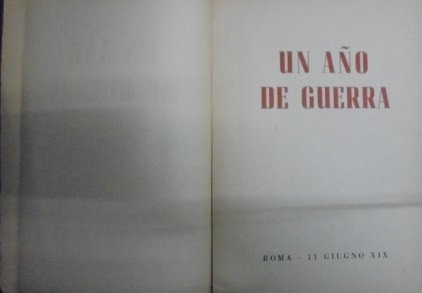 UN AÑO
DE GUERRA
ROMA - 11 GIUGNO XIX